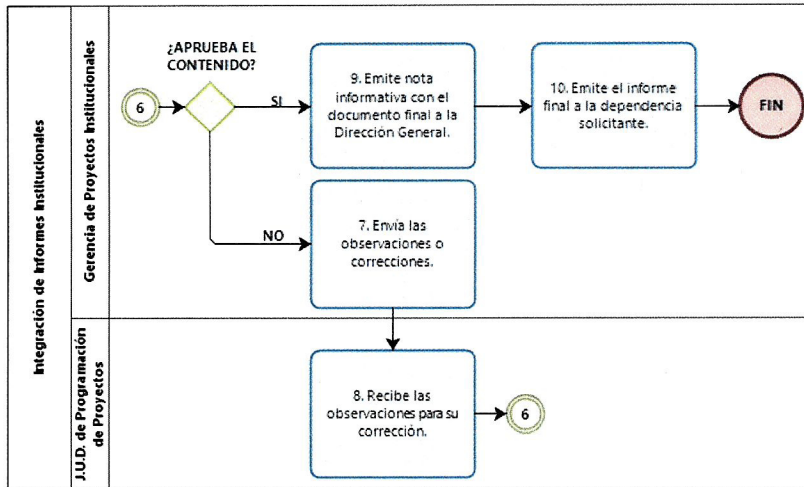 Integración de Informes Institucionales
Gerencia de Proyectos Institucionales
¿APRUEBA EL
CONTENIDO?
6
SI
9. Emite nota
informativa con el
documento final a la
Dirección General.
10. Emite el informe
final a la dependencia
solicitante.
FIN
NO
7. Envía las
observaciones o
correcciones.
J.U.D. de Programación
de Proyectos
8. Recibe las
observaciones para su
corrección.
6